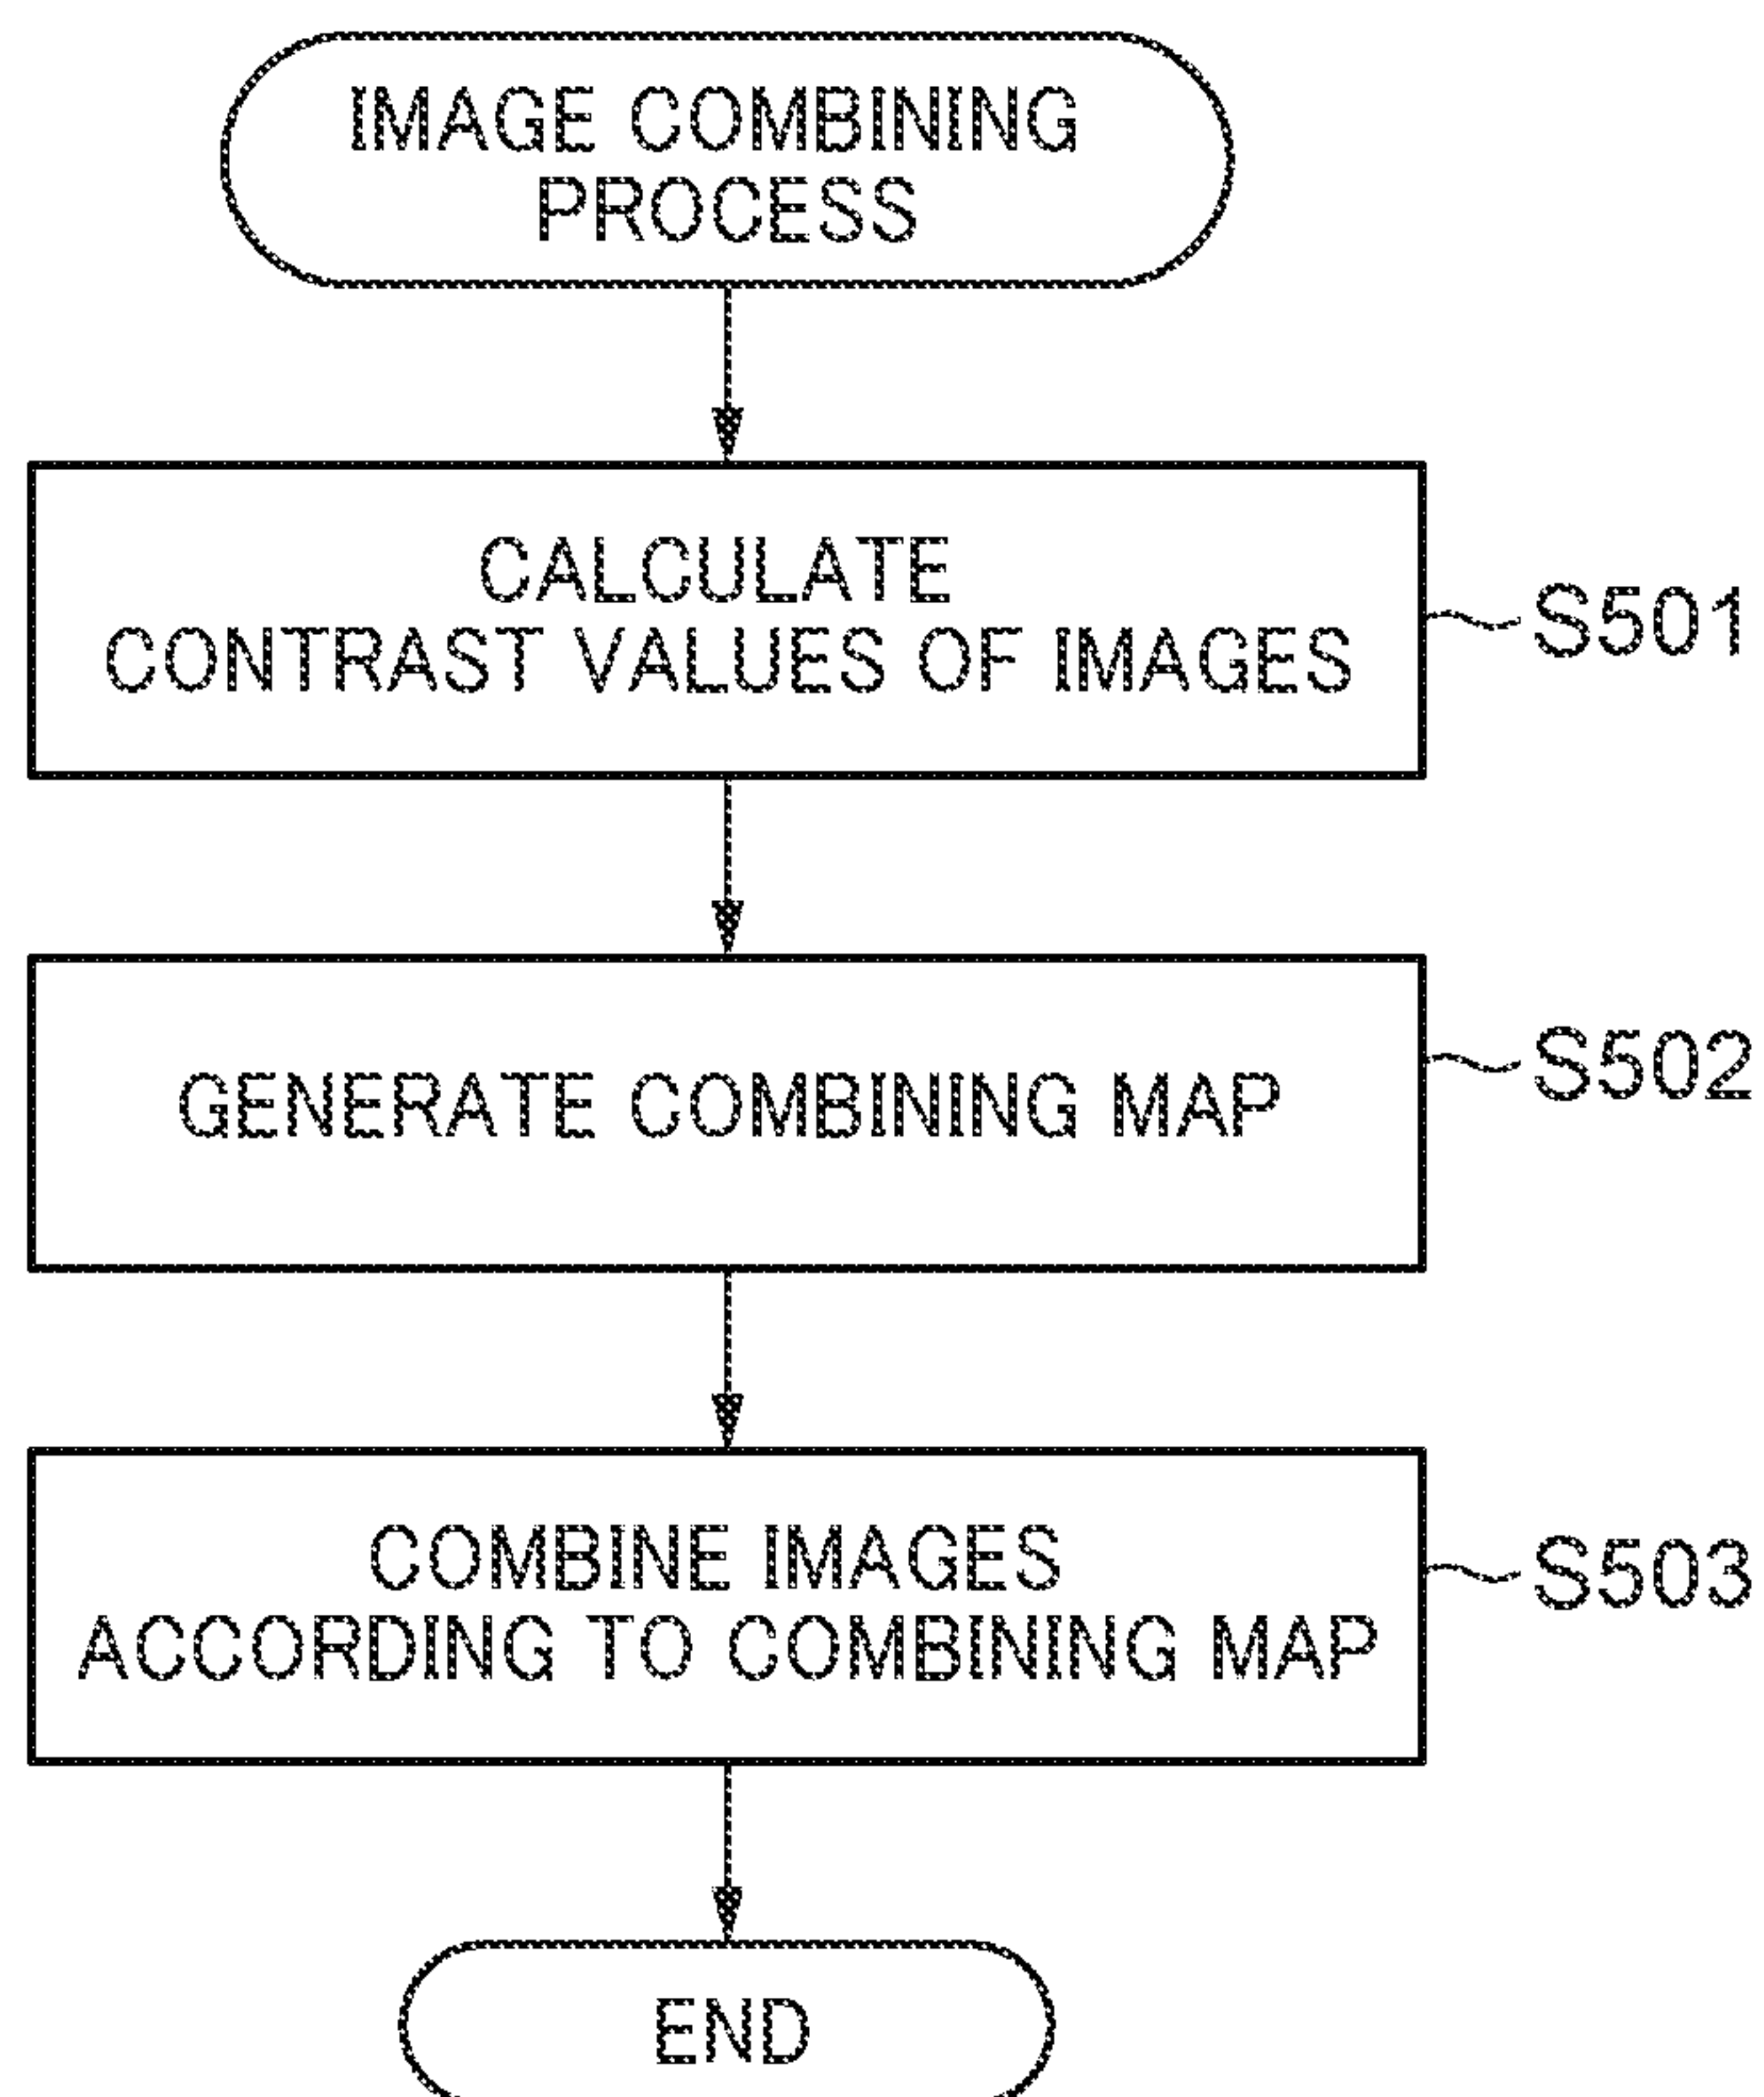 IMAGE COMBINING
PROCESS
CALCULATE
CONTRAST VALUES OF IMAGES
S501
GENERATE COMBINING MAP
S502
COMBINE IMAGES
ACCORDING TO COMBINING MAP
S503
END